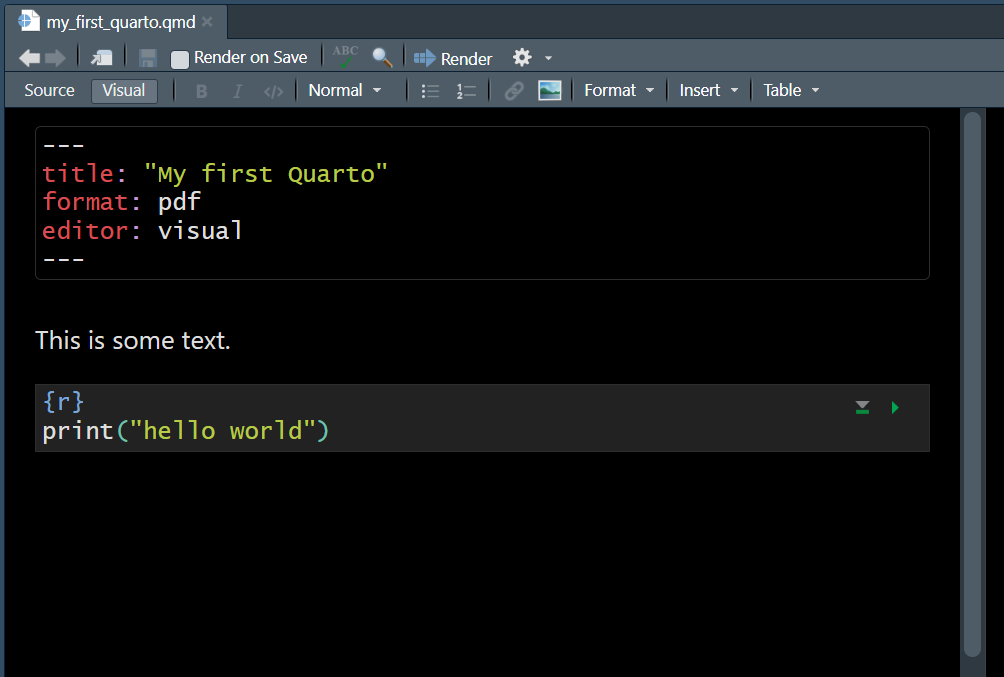 my_first_quarto.qmd
Render on Save ABC Render
Source Visual B I </> Normal Format Insert Table
---
title: "My first Quarto"
format: pdf
editor: visual
---
This is some text.
{r}
print("hello world")